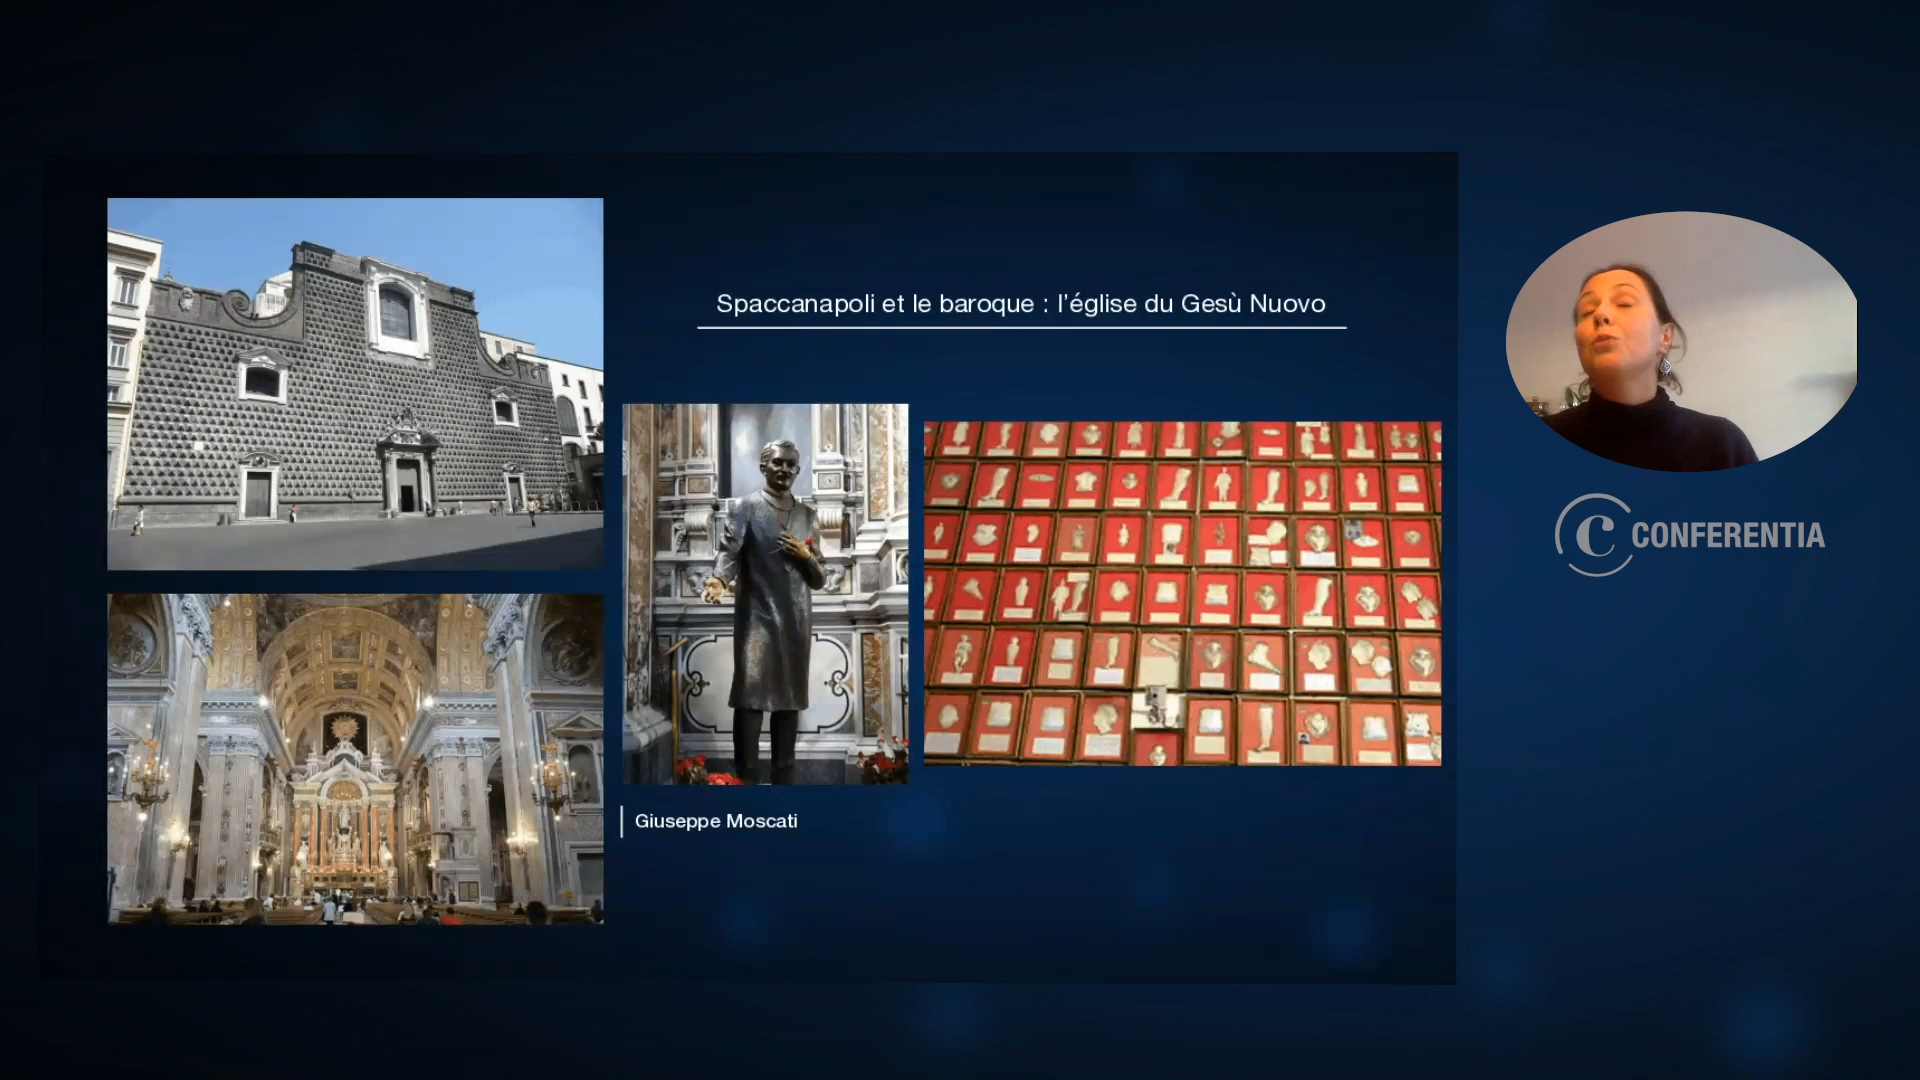 Spaccanapoli et le baroque : l'église du Gesù Nuovo
Giuseppe Moscati
C CONFERENTIA